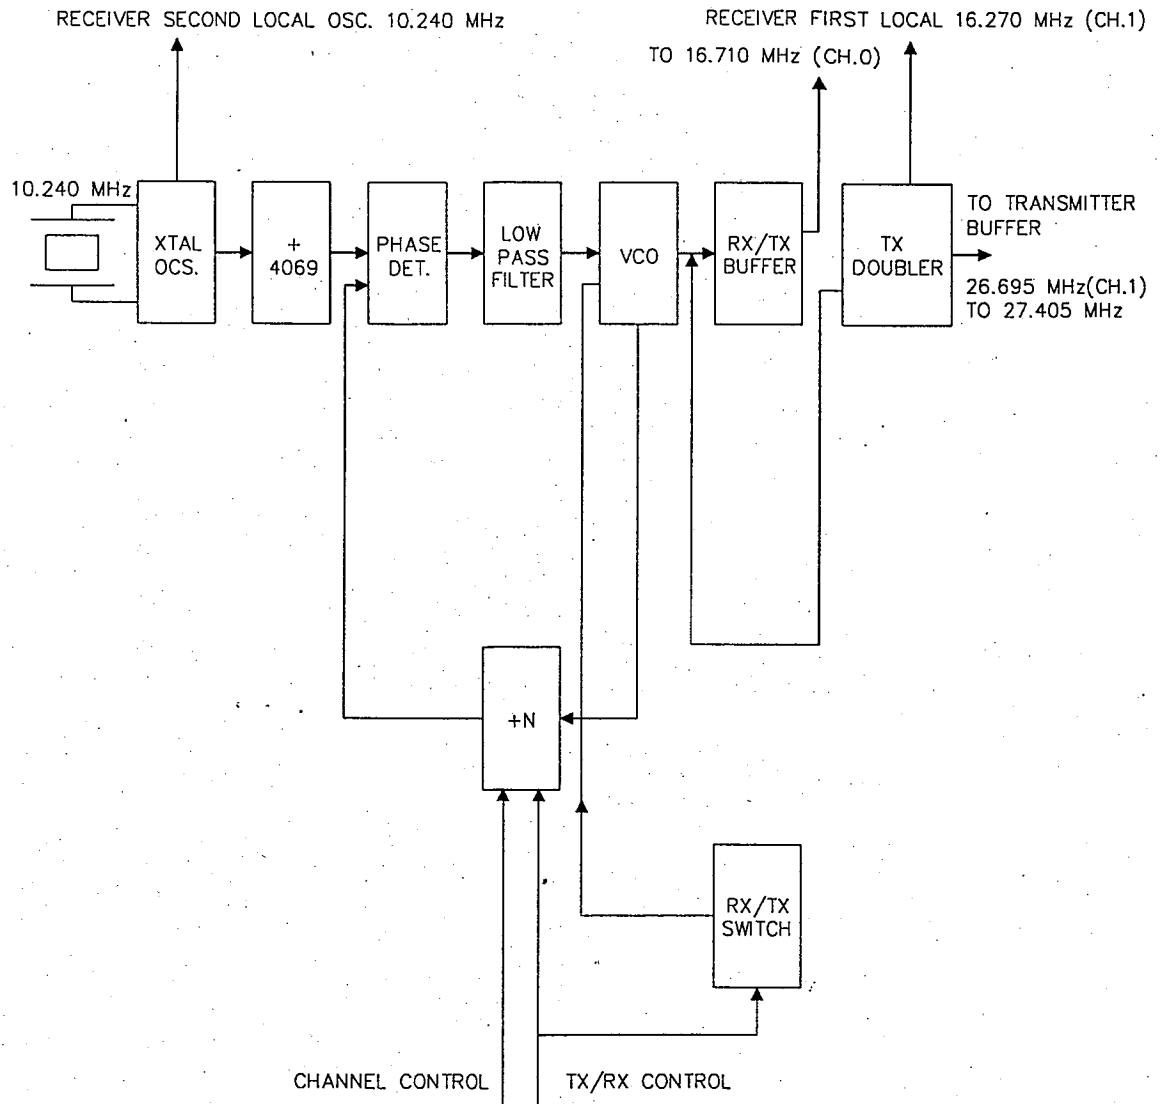 RECEIVER SECOND LOCAL OSC. 10.240 MHz
RECEIVER FIRST LOCAL 16.270 MHz (CH.1)
TO 16.710 MHz (CH.0)
10.240 MHz
XTAL
OCS.
+
4069
PHASE
DET.
LOW
PASS
FILTER
VCO
RX/TX
BUFFER
TX
DOUBLER
TO TRANSMITTER
BUFFER
26.695 MHz(CH.1)
TO 27.405 MHz
+N
RX/TX
SWITCH
CHANNEL CONTROL
TX/RX CONTROL